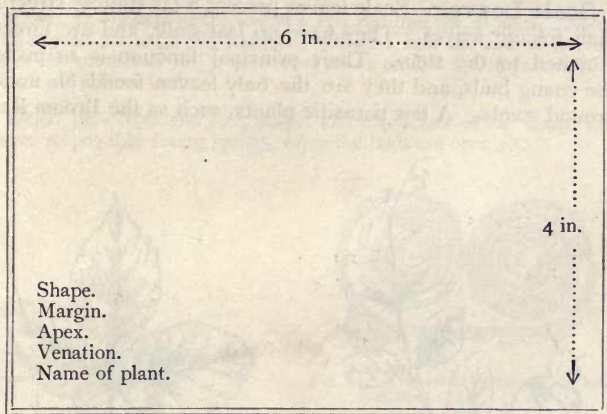 6 in.
4 in.
Shape.
Margin.
Apex.
Venation.
Name of plant.